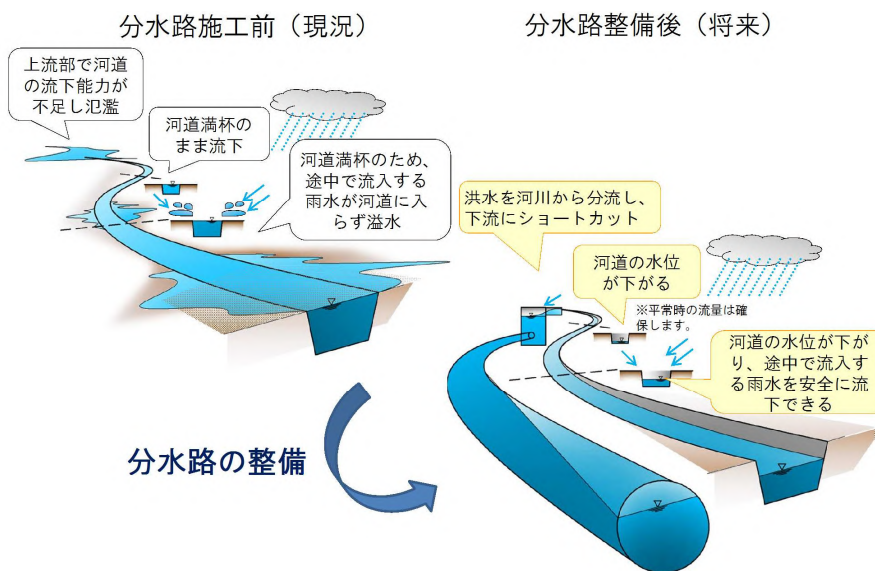 分水路施工前（現況）
上流部で河道
の流下能力が
不足し氾濫
河道満杯の
まま流下
河道満杯のため、
途中で流入する
雨水が河道に入
らず溢水
分水路の整備
分水路整備後（将来）
洪水を河川から分流し、
下流にショートカット
河道の水位
が下がる
※平常時の流量は確
保します。
河道の水位が下が
り、途中で流入す
る雨水を安全に流
下できる